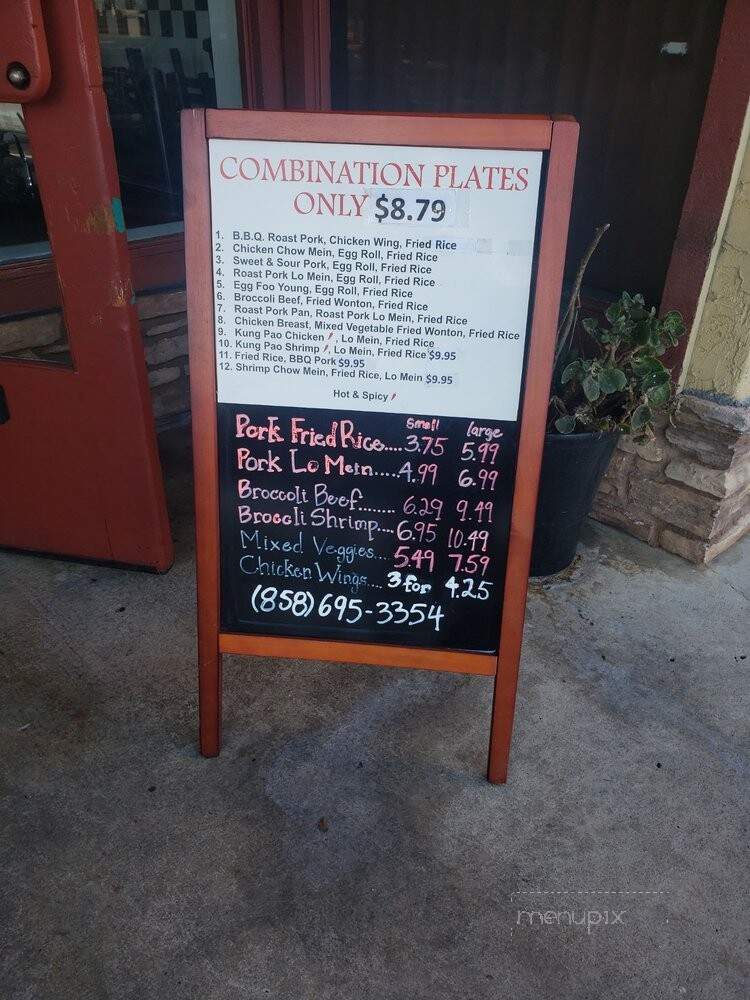 COMBINATION PLATES
ONLY $8.79
1. B.B.Q. Roast Pork, Chicken Wing, Fried Rice
2. Chicken Chow Mein, Egg Roll, Fried Rice
3. Sweet & Sour Pork, Egg Roll, Fried Rice
4. Roast Pork Lo Mein, Egg Roll, Fried Rice
5. Egg Foo Young, Egg Roll, Fried Rice
6. Broccoli Beef, Fried Wonton, Fried Rice
7. Roast Pork Pan, Roast Pork Lo Mein, Fried Rice
8. Chicken Breast, Mixed Vegetable Fried Wonton, Fried Rice
9. Kung Pao Chicken, Lo Mein, Fried Rice
10. Kung Pao Shrimp, Lo Mein, Fried Rice $9.95
11. Fried Rice, BBQ Pork $9.95
12. Shrimp Chow Mein, Fried Rice, Lo Mein $9.95
Hot & Spicy
Small large
Pork Fried Rice.... 3.75 5.99
Pork Lo Mein..... 4.99 6.99
Broccoli Beef........ 6.29 9.49
Broccoli Shrimp.... 6.95 10.49
Mixed Veggies... 5.49 7.59
Chicken Wings.... 3 for 4.25
(858) 695-3354
menupix